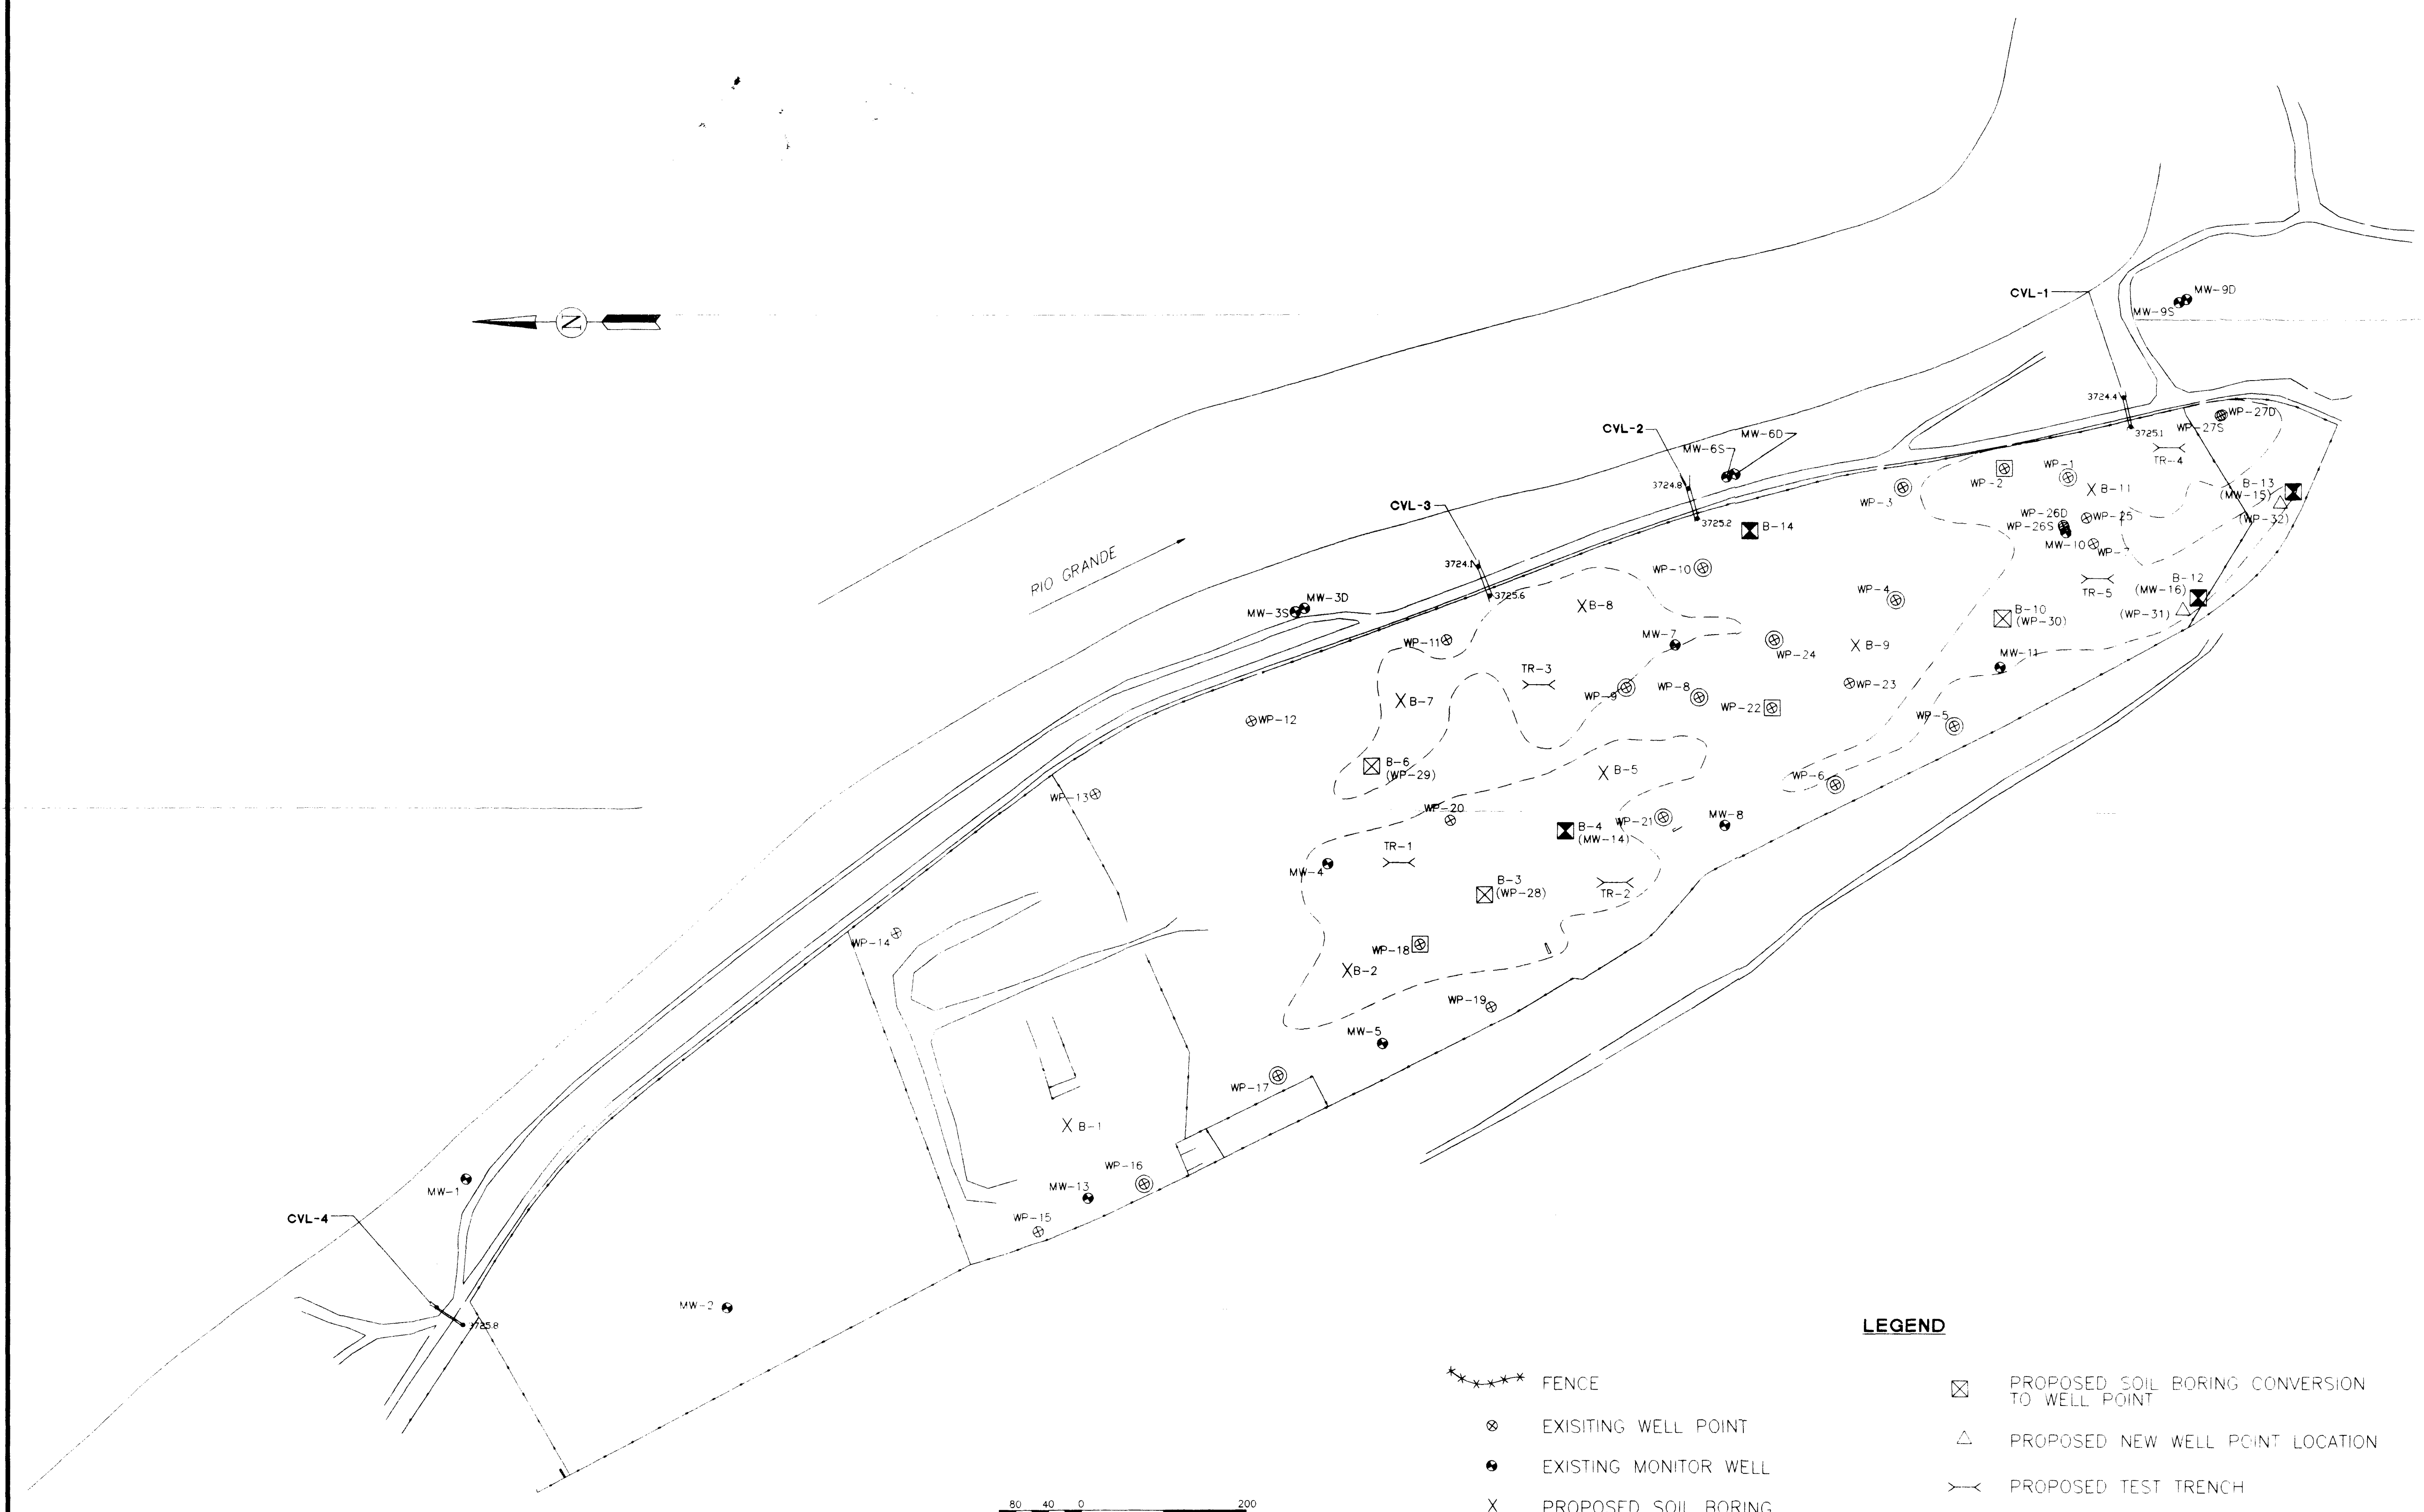 N
RIO GRANDE
CVL-1
MW-9D
MW-9S
3724.4
3725.1
WP-27D
WP-27S
TR-4
CVL-2
MW-6D
MW-6S
3724.8
3725.2
B-14
WP-1
WP-2
WP-3
B-11
B-13
(MW-15)
(WP-32)
WP-26D
WP-25
WP-26S
MW-10
WP-7
CVL-3
3724.1
3725.6
WP-10
B-8
WP-4
TR-5
B-12
(MW-16)
(WP-31)
B-10
(WP-30)
MW-3D
MW-3S
WP-11
MW-7
WP-24
B-9
MW-11
TR-3
WP-9
WP-8
WP-23
B-7
WP-22
WP-5
WP-12
B-6
(WP-29)
B-5
WP-6
WP-13
WP-20
B-4
(MW-14)
WP-21
MW-8
TR-1
MW-4
B-3
(WP-28)
TR-2
WP-14
WP-18
B-2
WP-19
MW-5
WP-17
B-1
WP-16
MW-13
WP-15
MW-1
CVL-4
3725.8
MW-2
LEGEND
FENCE
EXISITING WELL POINT
EXISTING MONITOR WELL
PROPOSED SOIL BORING
PROPOSED SOIL BORING CONVERSION
TO WELL POINT
PROPOSED NEW WELL POINT LOCATION
PROPOSED TEST TRENCH
80 40 0 200